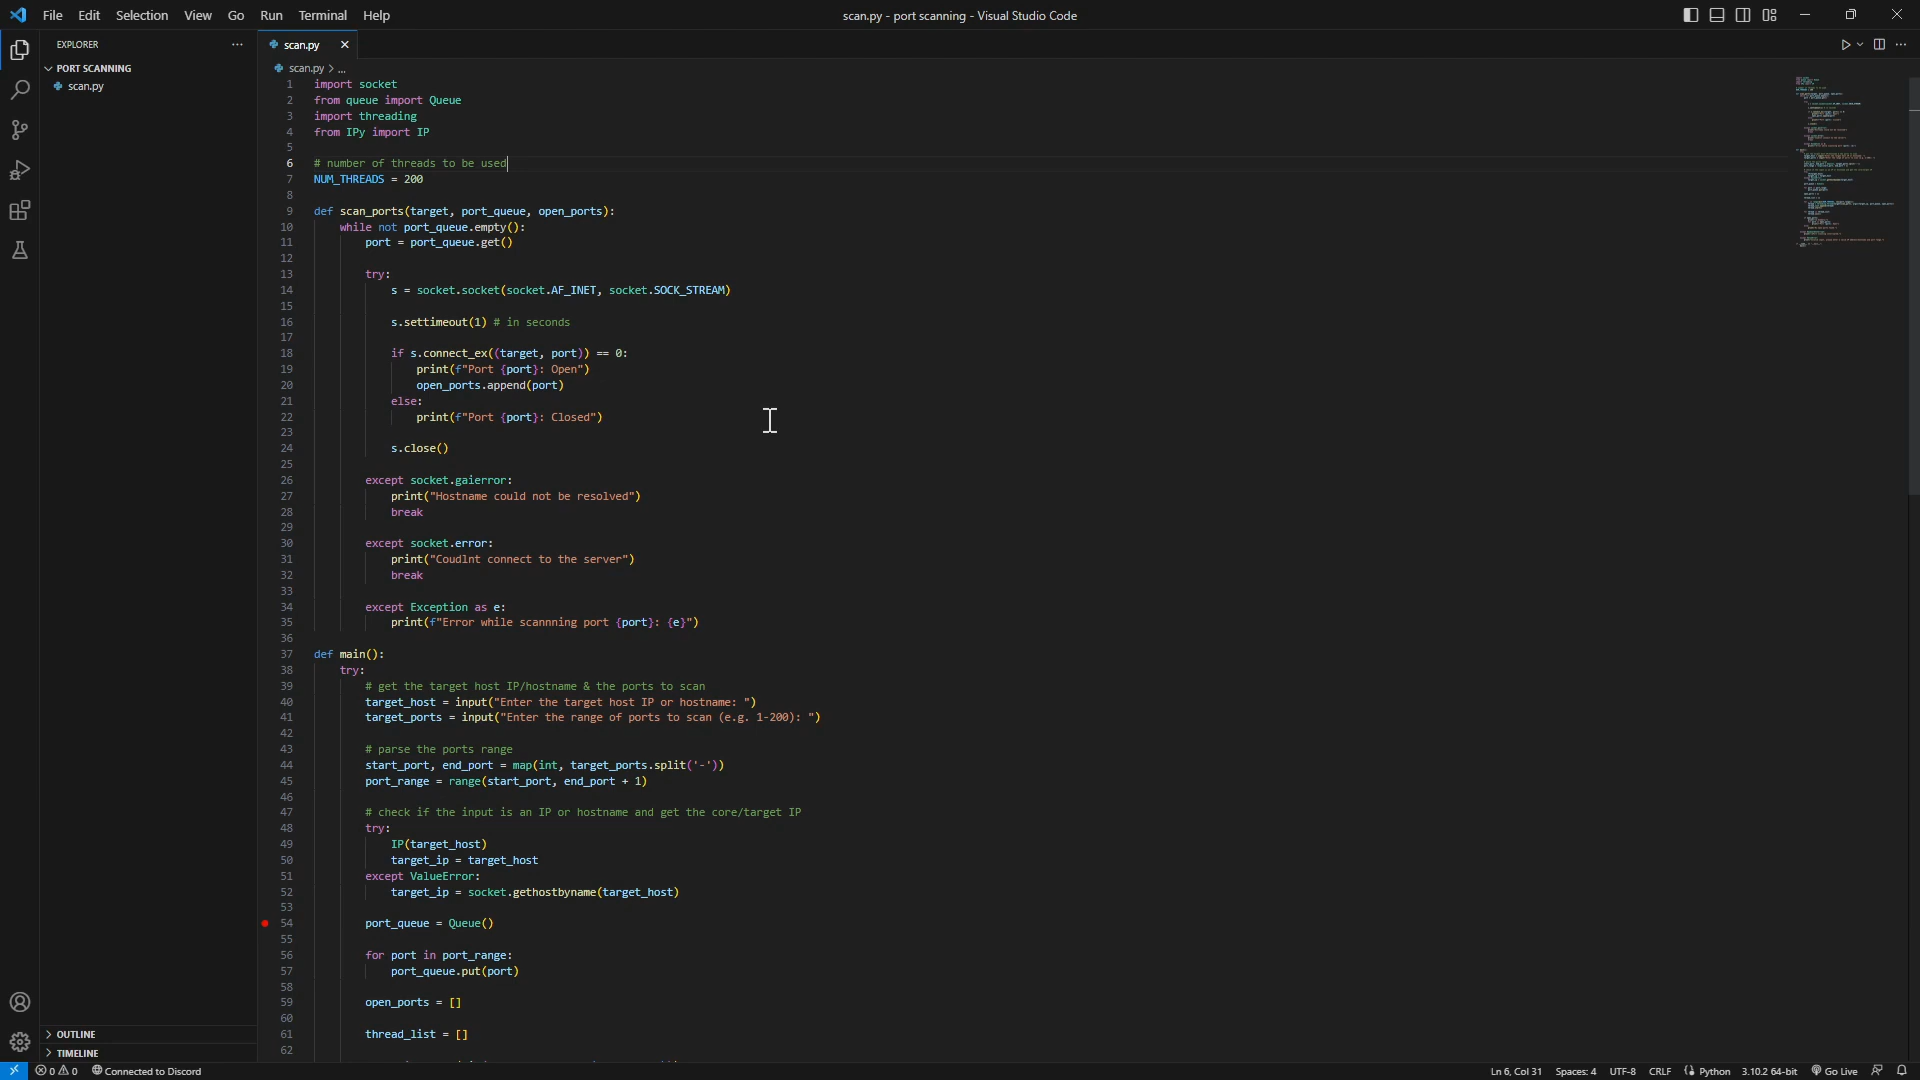 File Edit Selection View Go Run Terminal Help
scan.py - port scanning - Visual Studio Code
EXPLORER
PORT SCANNING
scan.py
scan.py
scan.py > ...
1 import socket
2 from queue import Queue
3 import threading
4 from IPy import IP
5
6 # number of threads to be used
7 NUM_THREADS = 200
8
9 def scan_ports(target, port_queue, open_ports):
10 while not port_queue.empty():
11 port = port_queue.get()
12
13 try:
14 s = socket.socket(socket.AF_INET, socket.SOCK_STREAM)
15
16 s.settimeout(1) # in seconds
17
18 if s.connect_ex((target, port)) == 0:
19 print(f"Port {port}: Open")
20 open_ports.append(port)
21 else:
22 print(f"Port {port}: Closed")
23
24 s.close()
25
26 except socket.gaierror:
27 print("Hostname could not be resolved")
28 break
29
30 except socket.error:
31 print("Coudlnt connect to the server")
32 break
33
34 except Exception as e:
35 print(f"Error while scannning port {port}: {e}")
36
37 def main():
38 try:
39 # get the target host IP/hostname & the ports to scan
40 target_host = input("Enter the target host IP or hostname: ")
41 target_ports = input("Enter the range of ports to scan (e.g. 1-200): ")
42
43 # parse the ports range
44 start_port, end_port = map(int, target_ports.split('-'))
45 port_range = range(start_port, end_port + 1)
46
47 # check if the input is an IP or hostname and get the core/target IP
48 try:
49 IP(target_host)
50 target_ip = target_host
51 except ValueError:
52 target_ip = socket.gethostbyname(target_host)
53
54 port_queue = Queue()
55
56 for port in port_range:
57 port_queue.put(port)
58
59 open_ports = []
60
61 thread_list = []
62
OUTLINE
TIMELINE
0 0 Connected to Discord
Ln 6, Col 31 Spaces: 4 UTF-8 CRLF Python 3.10.2 64-bit Go Live